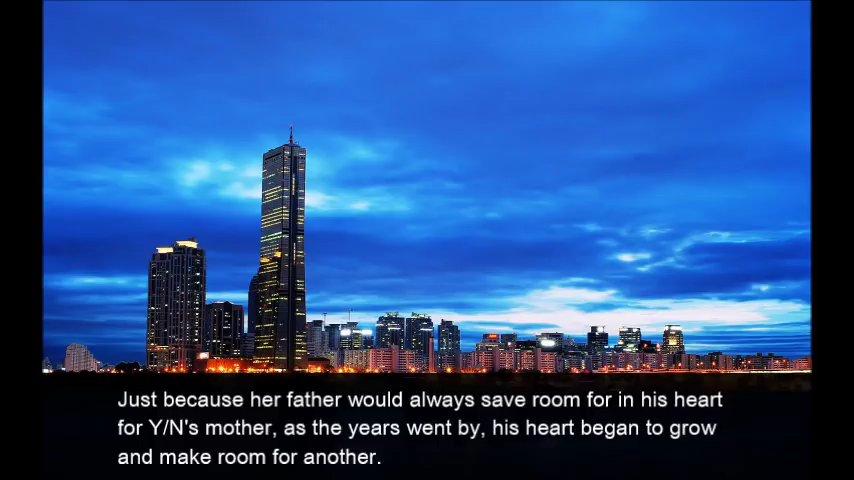 Just because her father would always save room for in his heart
for Y/N's mother, as the years went by, his heart began to grow
and make room for another.